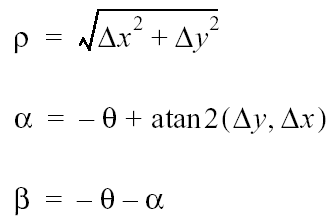 ρ = √Δx² + Δy²
α = – θ + atan2(Δy, Δx)
β = – θ – α